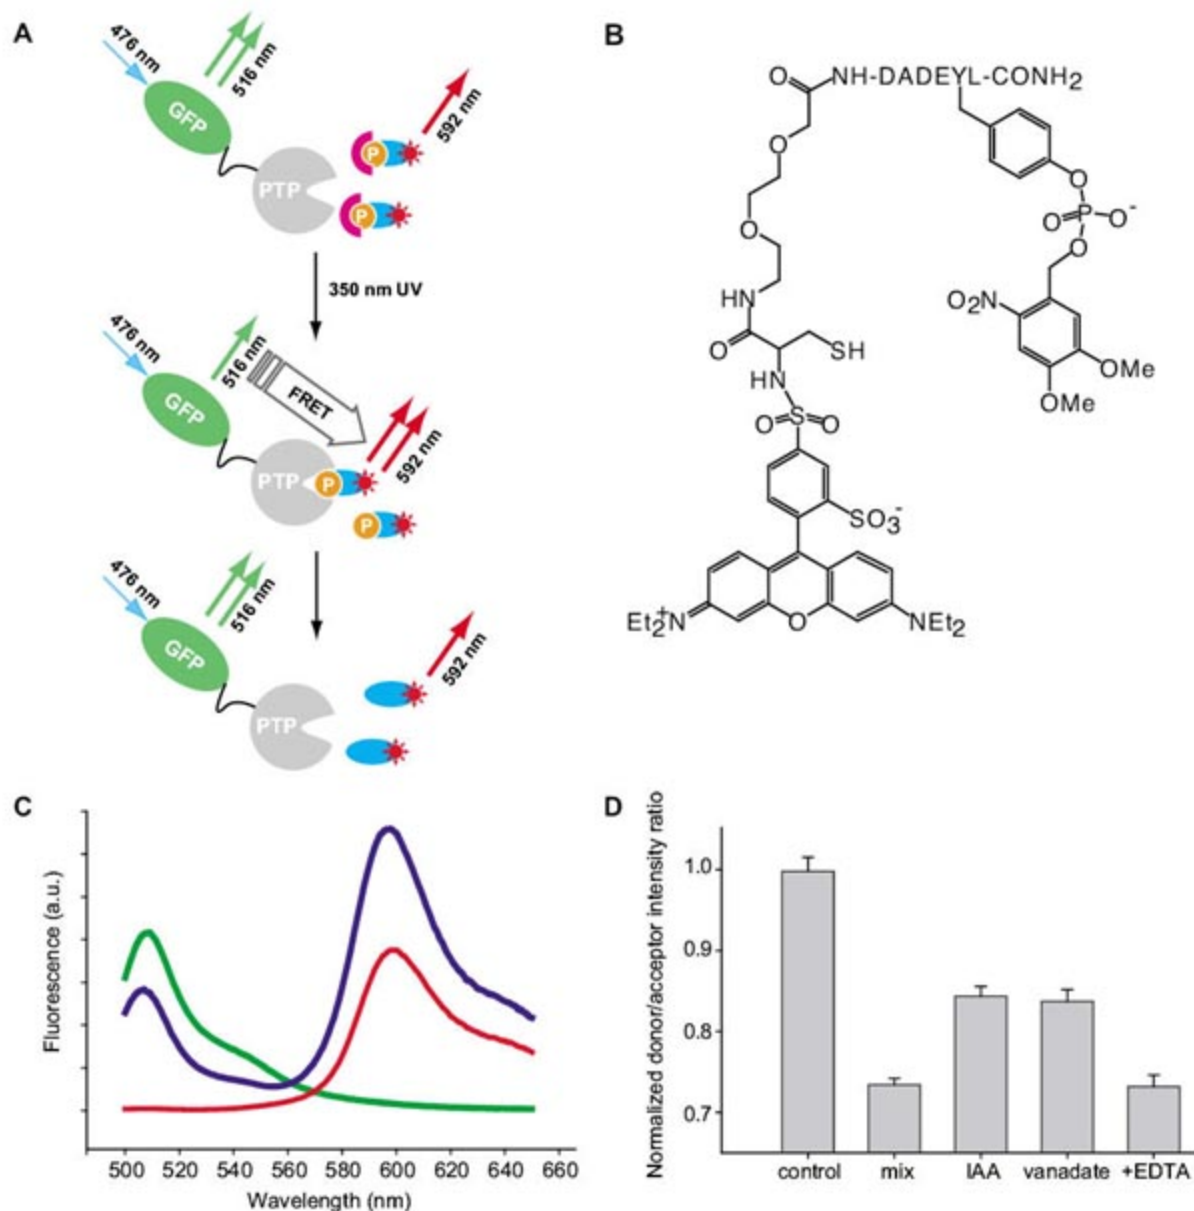 A
476 nm
516 nm
GFP
PTP
P
P
592 nm
350 nm UV
476 nm
516 nm
GFP
FRET
PTP
P
P
592 nm
476 nm
516 nm
GFP
PTP
592 nm
B
O
NH-DADEYL-CONH2
O
O
HN
O
SH
HN
O S O
SO3-
Et2+N
O
NEt2
O
O P O-
O
O2N
OMe
OMe
C
Fluorescence (a.u.)
500 520 540 560 580 600 620 640 660
Wavelength (nm)
D
Normalized donor/acceptor intensity ratio
1.0
0.9
0.8
0.7
control mix IAA vanadate +EDTA